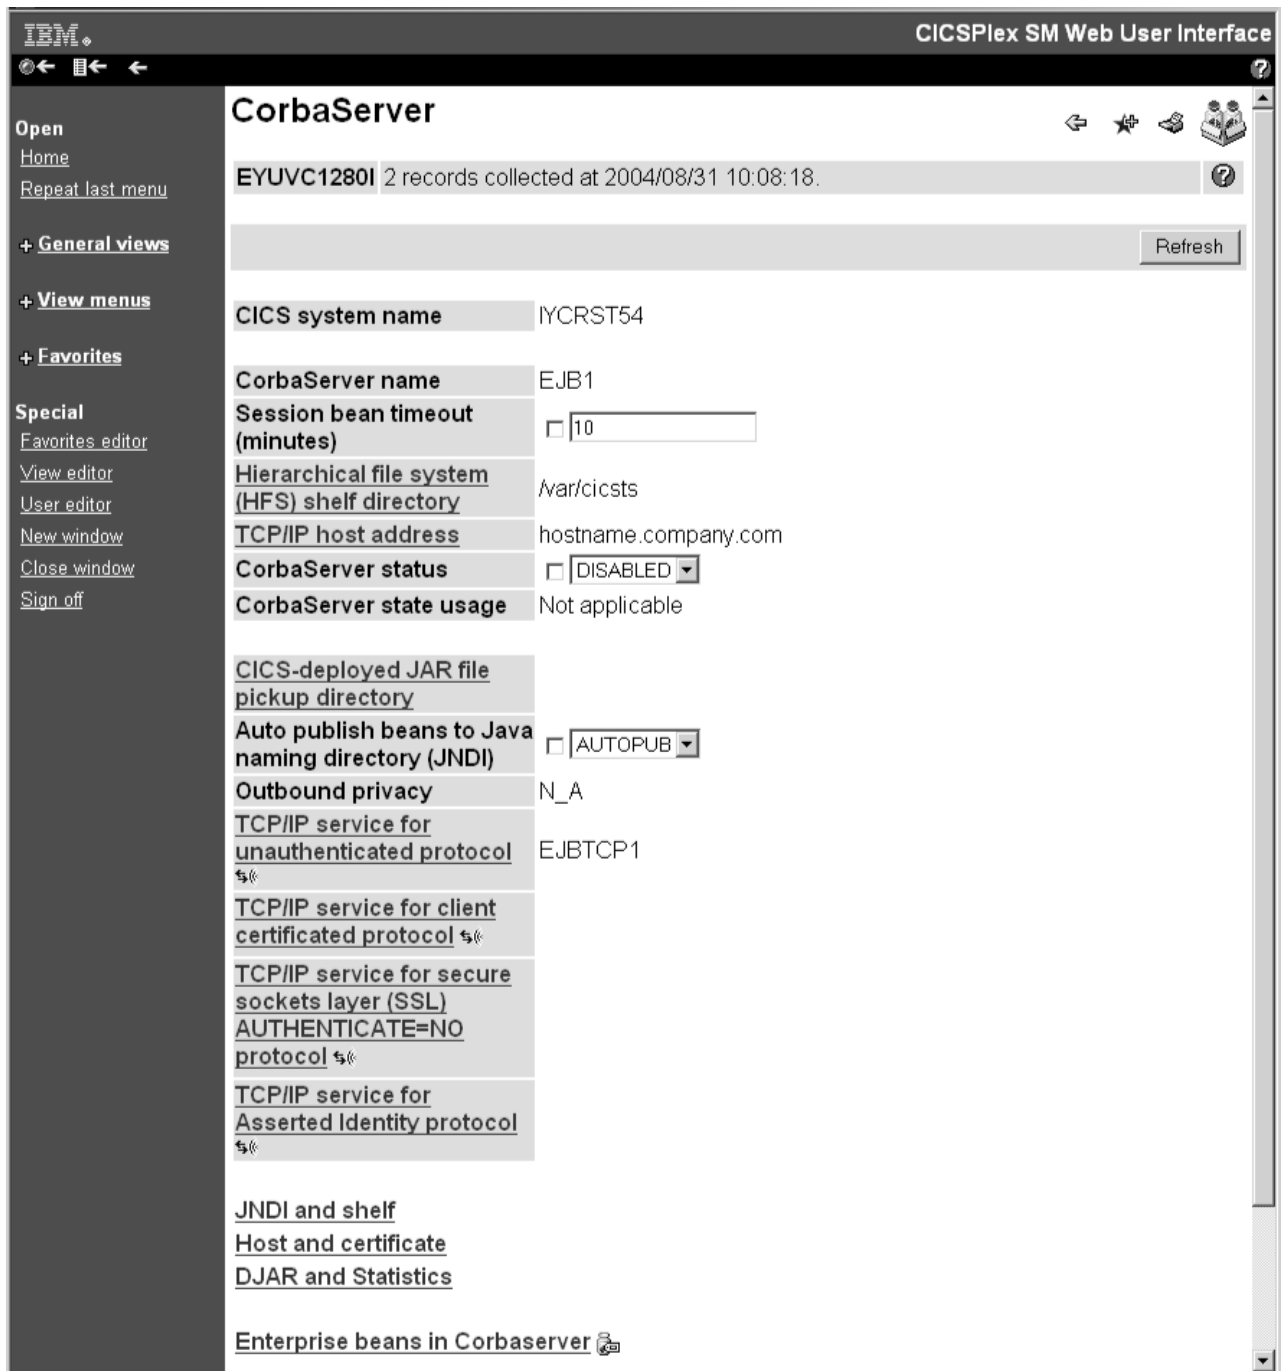 IBM
CICSPlex SM Web User Interface
Open
Home
Repeat last menu
General views
View menus
Favorites
Special
Favorites editor
View editor
User editor
New window
Close window
Sign off
CorbaServer
EYUVC1280I 2 records collected at 2004/08/31 10:08:18.
Refresh
CICS system name IYCRST54
CorbaServer name EJB1
Session bean timeout
(minutes) 10
Hierarchical file system
(HFS) shelf directory /var/cicsts
TCP/IP host address hostname.company.com
CorbaServer status DISABLED
CorbaServer state usage Not applicable
CICS-deployed JAR file
pickup directory
Auto publish beans to Java
naming directory (JNDI) AUTOPUB
Outbound privacy N_A
TCP/IP service for
unauthenticated protocol EJBTCP1
TCP/IP service for client
certificated protocol
TCP/IP service for secure
sockets layer (SSL)
AUTHENTICATE=NO
protocol
TCP/IP service for
Asserted Identity protocol
JNDI and shelf
Host and certificate
DJAR and Statistics
Enterprise beans in Corbaserver